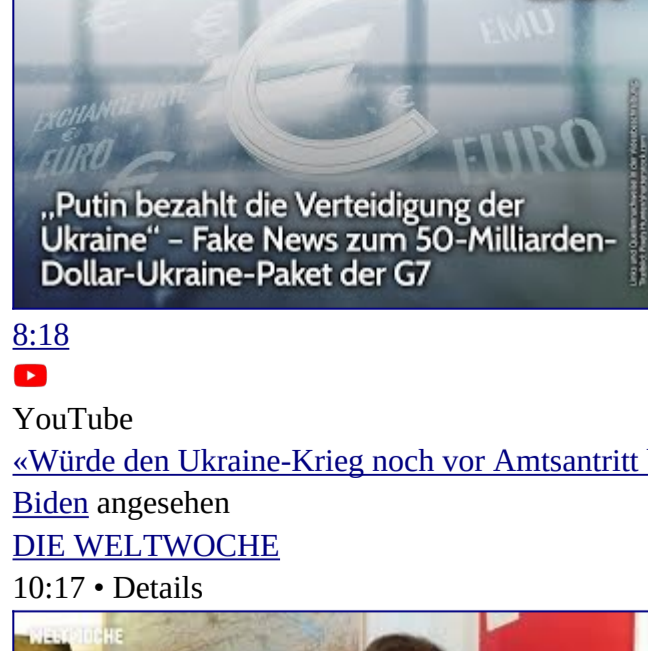 EMU
EXCHANGE RATE
€
€
EURO
€
EURO
„Putin bezahlt die Verteidigung der
Ukraine“ – Fake News zum 50-Milliarden-
Dollar-Ukraine-Paket der G7
8:18
YouTube
«Würde den Ukraine-Krieg noch vor Amtsantritt
Biden angesehen
DIE WELTWOCHE
10:17 • Details
WELTWOCHE